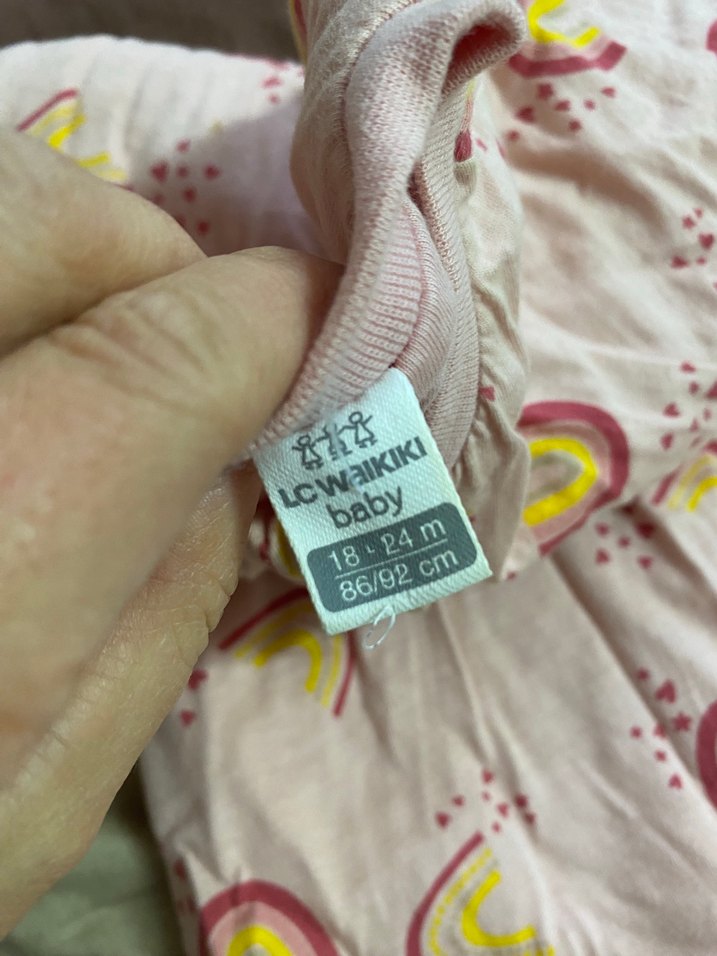 LC WAIKIKI
baby
18 - 24 m
86/92 cm